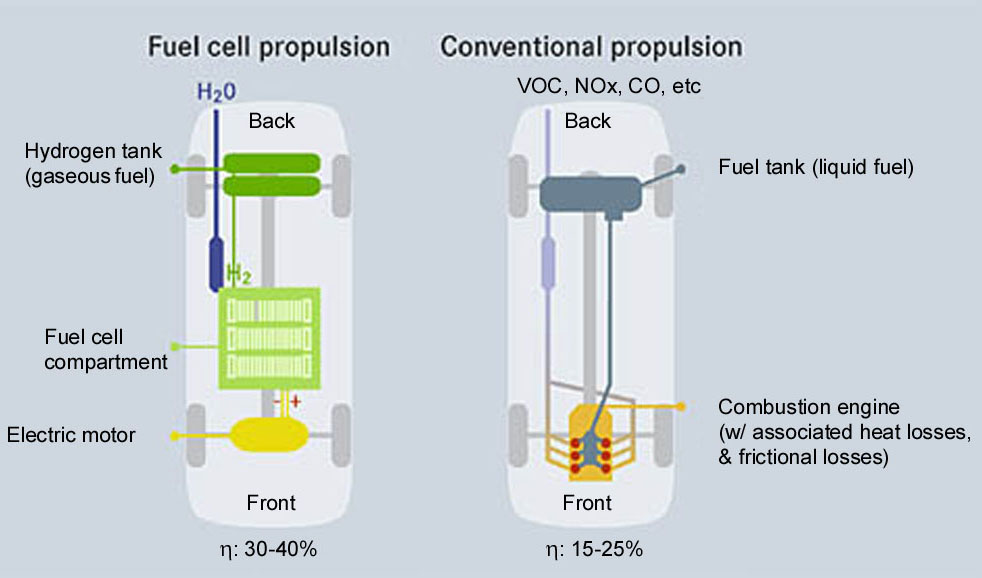 Fuel cell propulsion
Conventional propulsion
H₂0
VOC, NOx, CO, etc
Back
Back
Hydrogen tank
(gaseous fuel)
Fuel tank (liquid fuel)
H₂
Fuel cell
compartment
- +
Combustion engine
(w/ associated heat losses,
& frictional losses)
Electric motor
Front
Front
η: 30-40%
η: 15-25%